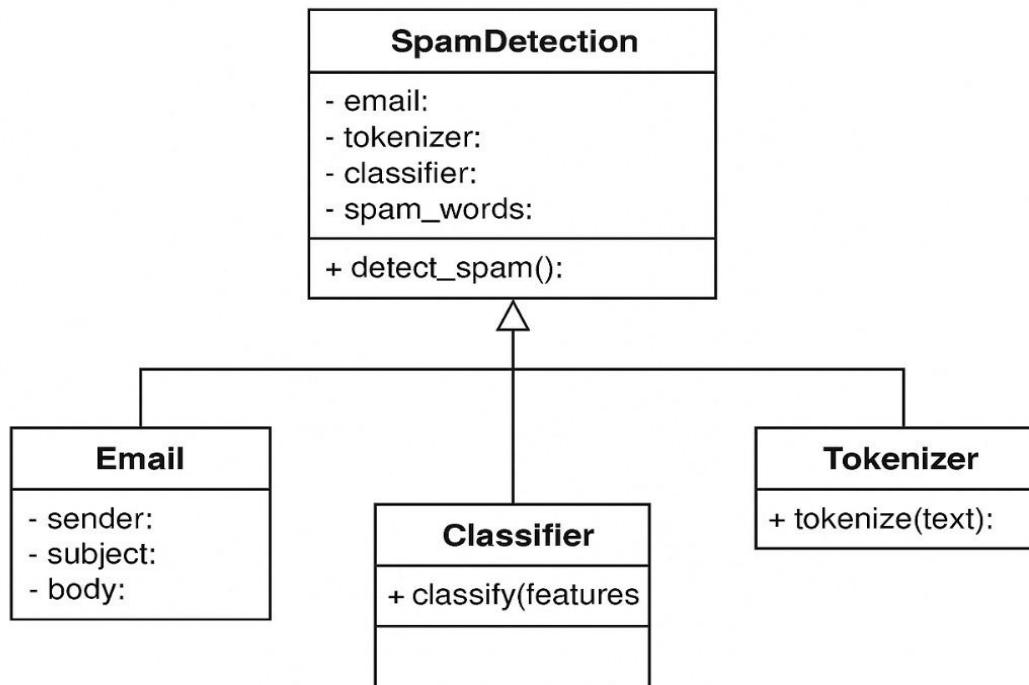 SpamDetection
- email:
- tokenizer:
- classifier:
- spam_words:
+ detect_spam():
Email
- sender:
- subject:
- body:
Classifier
+ classify(features
Tokenizer
+ tokenize(text):